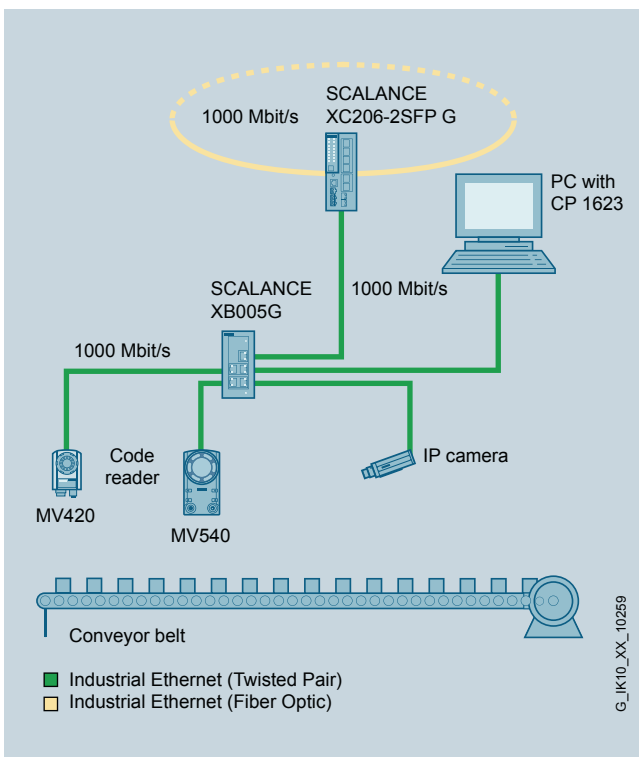 SCALANCE
XC206-2SFP G
1000 Mbit/s
PC with
CP 1623
SCALANCE
XB005G
1000 Mbit/s
1000 Mbit/s
Code
reader
IP camera
MV420
MV540
Conveyor belt
Industrial Ethernet (Twisted Pair)
Industrial Ethernet (Fiber Optic)
G_IK10_XX_10259